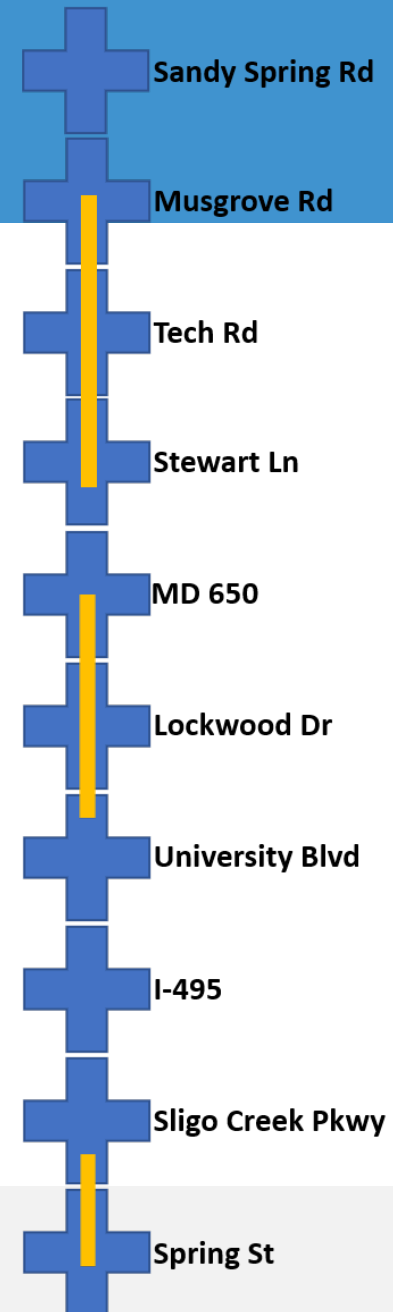 Sandy Spring Rd
Musgrove Rd
Tech Rd
Stewart Ln
MD 650
Lockwood Dr
University Blvd
I-495
Sligo Creek Pkwy
Spring St